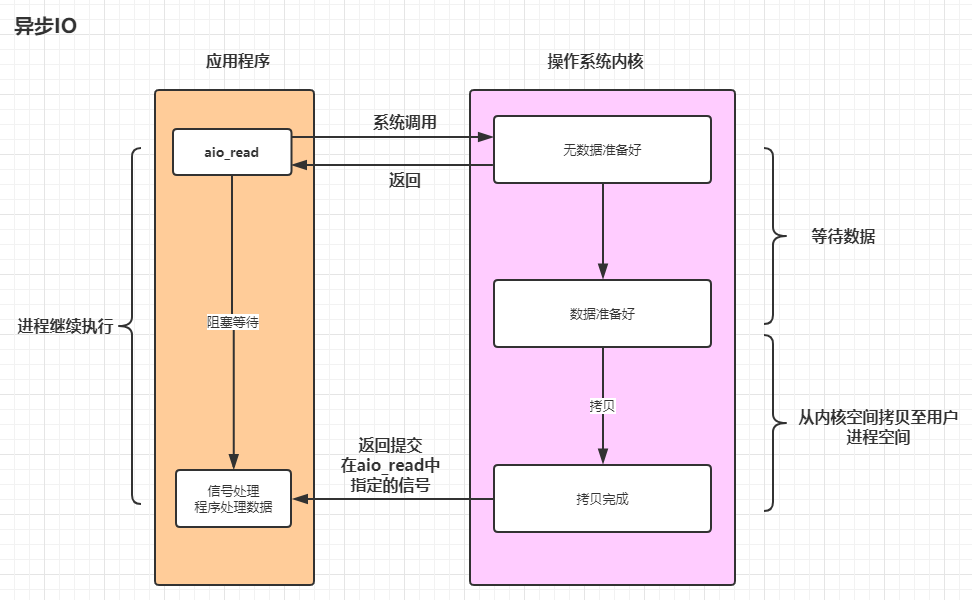 异步IO
应用程序
操作系统内核
系统调用
aio_read
无数据准备好
返回
等待数据
数据准备好
进程继续执行
阻塞等待
拷贝
从内核空间拷贝至用户
进程空间
返回提交
在aio_read中
指定的信号
信号处理
程序处理数据
拷贝完成